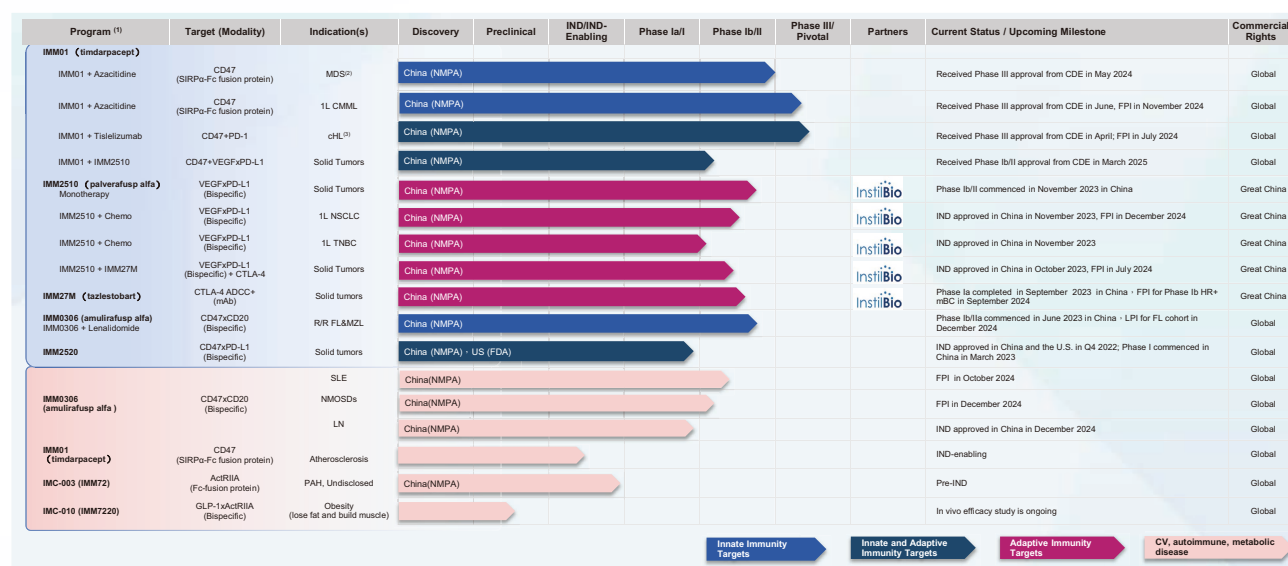 Program (1) Target (Modality) Indication(s) Discovery Preclinical IND/IND-Enabling Phase Ia/I Phase Ib/II Phase III/Pivotal Partners Current Status / Upcoming Milestone Commercial Rights
IMM01 (timdarpacept)
IMM01 + Azacitidine CD47 (SIRPα-Fc fusion protein) MDS(2) China (NMPA) Received Phase III approval from CDE in May 2024 Global
IMM01 + Azacitidine CD47 (SIRPα-Fc fusion protein) 1L CMML China (NMPA) Received Phase III approval from CDE in June, FPI in November 2024 Global
IMM01 + Tislelizumab CD47+PD-1 cHL(3) China (NMPA) Received Phase III approval from CDE in April; FPI in July 2024 Global
IMM01 + IMM2510 CD47+VEGFxPD-L1 Solid Tumors China (NMPA) Received Phase Ib/II approval from CDE in March 2025 Global
IMM2510 (palverafusp alfa) Monotherapy VEGFxPD-L1 (Bispecific) Solid Tumors China (NMPA) InstilBio Phase Ib/II commenced in November 2023 in China Great China
IMM2510 + Chemo VEGFxPD-L1 (Bispecific) 1L NSCLC China (NMPA) InstilBio IND approved in China in November 2023, FPI in December 2024 Great China
IMM2510 + Chemo VEGFxPD-L1 (Bispecific) 1L TNBC China (NMPA) InstilBio IND approved in China in November 2023 Great China
IMM2510 + IMM27M VEGFxPD-L1 (Bispecific) + CTLA-4 Solid Tumors China (NMPA) InstilBio IND approved in China in October 2023, FPI in July 2024 Great China
IMM27M (tazlestobart) CTLA-4 ADCC+ (mAb) Solid tumors China (NMPA) InstilBio Phase Ia completed in September 2023 in China，FPI for Phase Ib HR+ mBC in September 2024 Great China
IMM0306 (amulirafusp alfa) IMM0306 + Lenalidomide CD47xCD20 (Bispecific) R/R FL&MZL China (NMPA) Phase Ib/IIa commenced in June 2023 in China，LPI for FL cohort in December 2024 Global
IMM2520 CD47xPD-L1 (Bispecific) Solid tumors China (NMPA)，US (FDA) IND approved in China and the U.S. in Q4 2022; Phase I commenced in China in March 2023 Global
SLE China(NMPA) FPI in October 2024 Global
IMM0306 (amulirafusp alfa ) CD47xCD20 (Bispecific) NMOSDs China(NMPA) FPI in December 2024 Global
LN China(NMPA) IND approved in China in December 2024 Global
IMM01 (timdarpacept) CD47 (SIRPα-Fc fusion protein) Atherosclerosis IND-enabling Global
IMC-003 (IMM72) ActRIIA (Fc-fusion protein) PAH, Undisclosed China(NMPA) Pre-IND Global
IMC-010 (IMM7220) GLP-1xActRIIA (Bispecific) Obesity (lose fat and build muscle) In vivo efficacy study is ongoing Global
Innate Immunity Targets
Innate and Adaptive Immunity Targets
Adaptive Immunity Targets
CV, autoimmune, metabolic disease